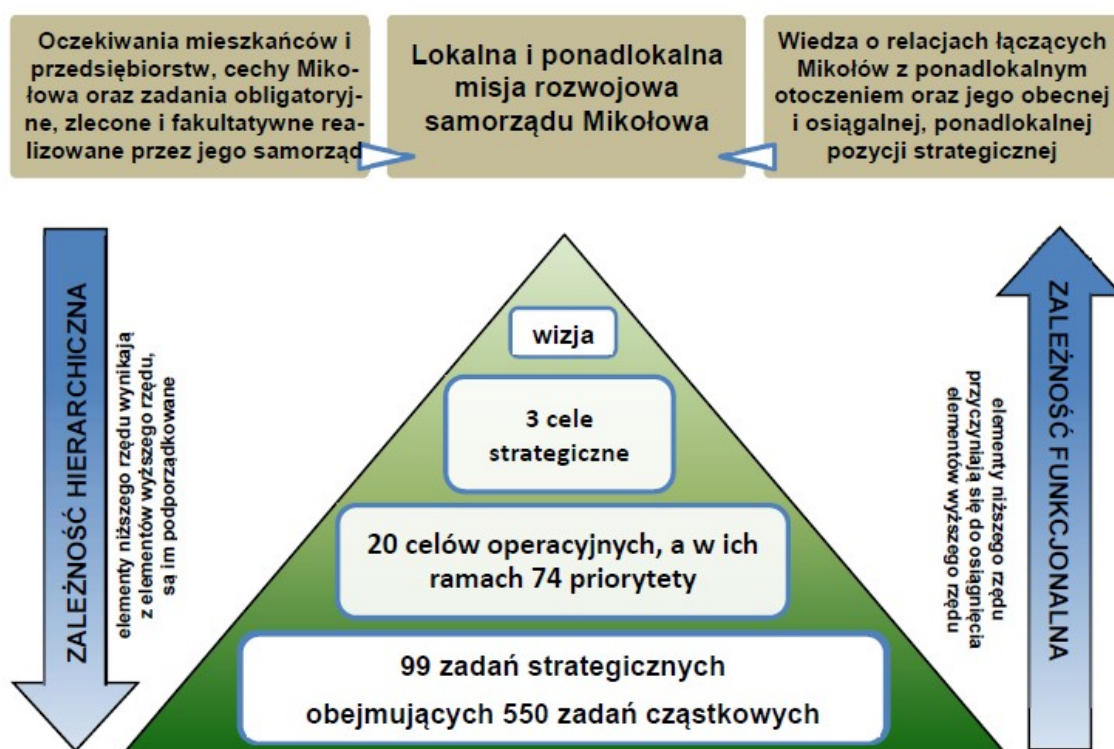 Oczekiwania mieszkańców i
przedsiębiorstw, cechy Miko-
łowa oraz zadania obligatoryj-
ne, zlecone i fakultatywne rea-
lizowane przez jego samorząd
Lokalna i ponadlokalna
misja rozwojowa
samorządu Mikołowa
Wiedza o relacjach łączących
Mikołów z ponadlokalnym
otoczeniem oraz jego obecnej
i osiągalnej, ponadlokalnej
pozycji strategicznej
ZALEŻNOŚĆ HIERARCHICZNA
elementy niższego rzędu wynikają
z elementów wyższego rzędu,
są im podporządkowane
wizja
3 cele
strategiczne
20 celów operacyjnych, a w ich
ramach 74 priorytety
99 zadań strategicznych
obejmujących 550 zadań cząstkowych
elementy niższego rzędu
przyczyniają się do osiągnięcia
elementów wyższego rzędu
ZALEŻNOŚĆ FUNKCJONALNA